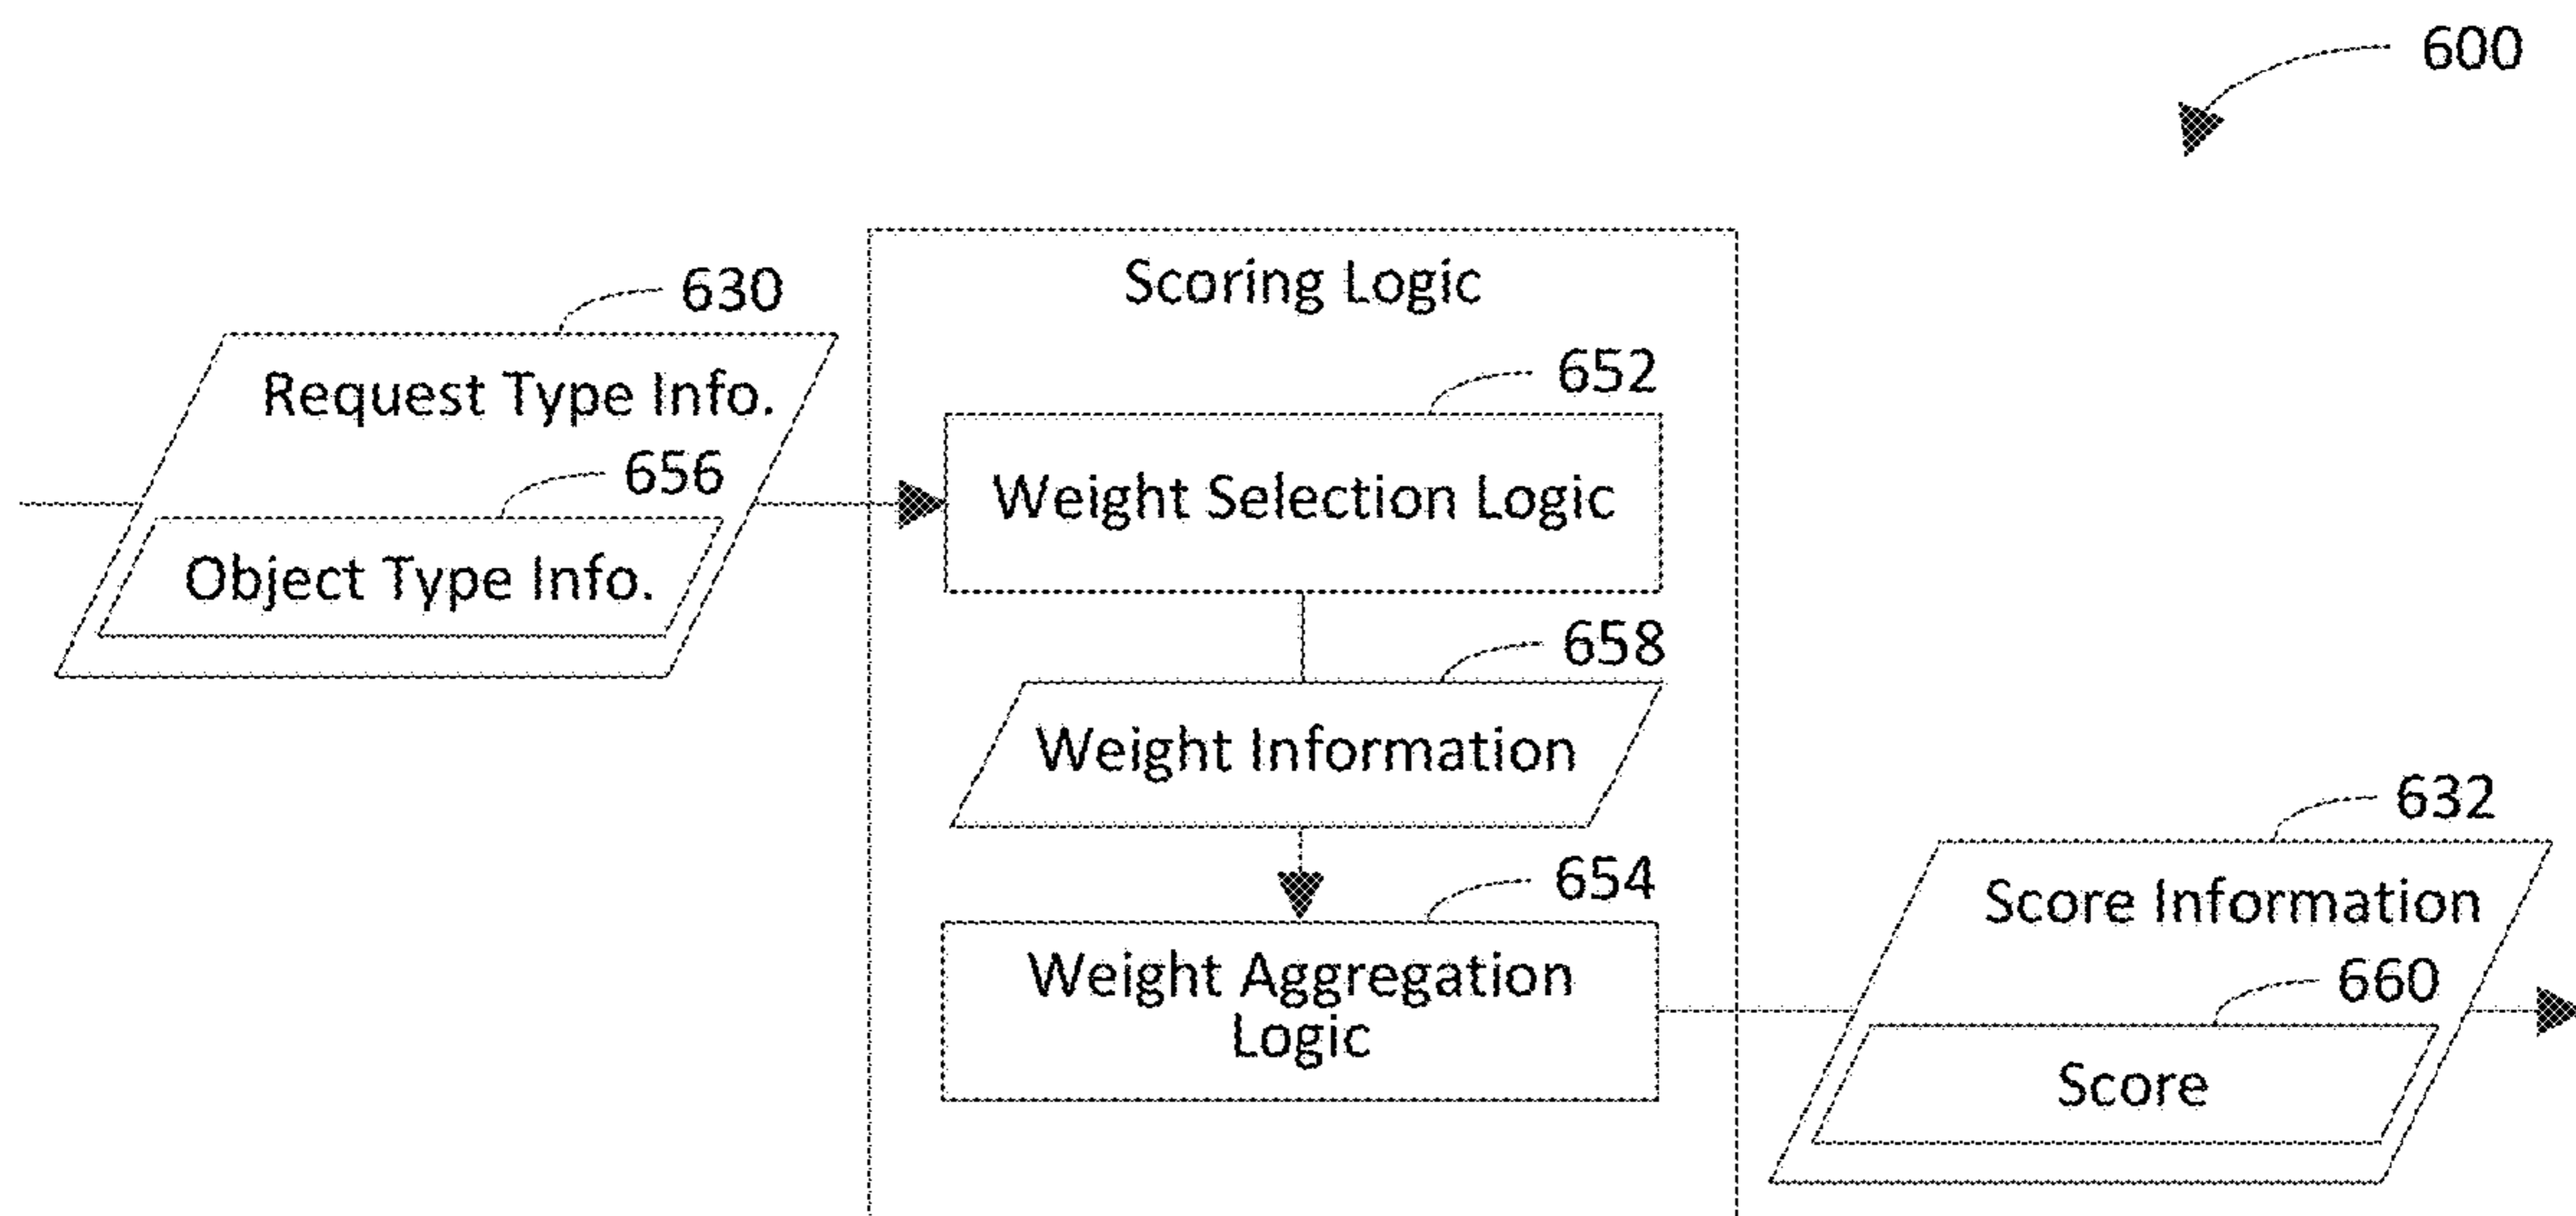 600
Scoring Logic
630
Request Type Info.
656
Object Type Info.
652
Weight Selection Logic
658
Weight Information
654
Weight Aggregation
Logic
632
Score Information
660
Score